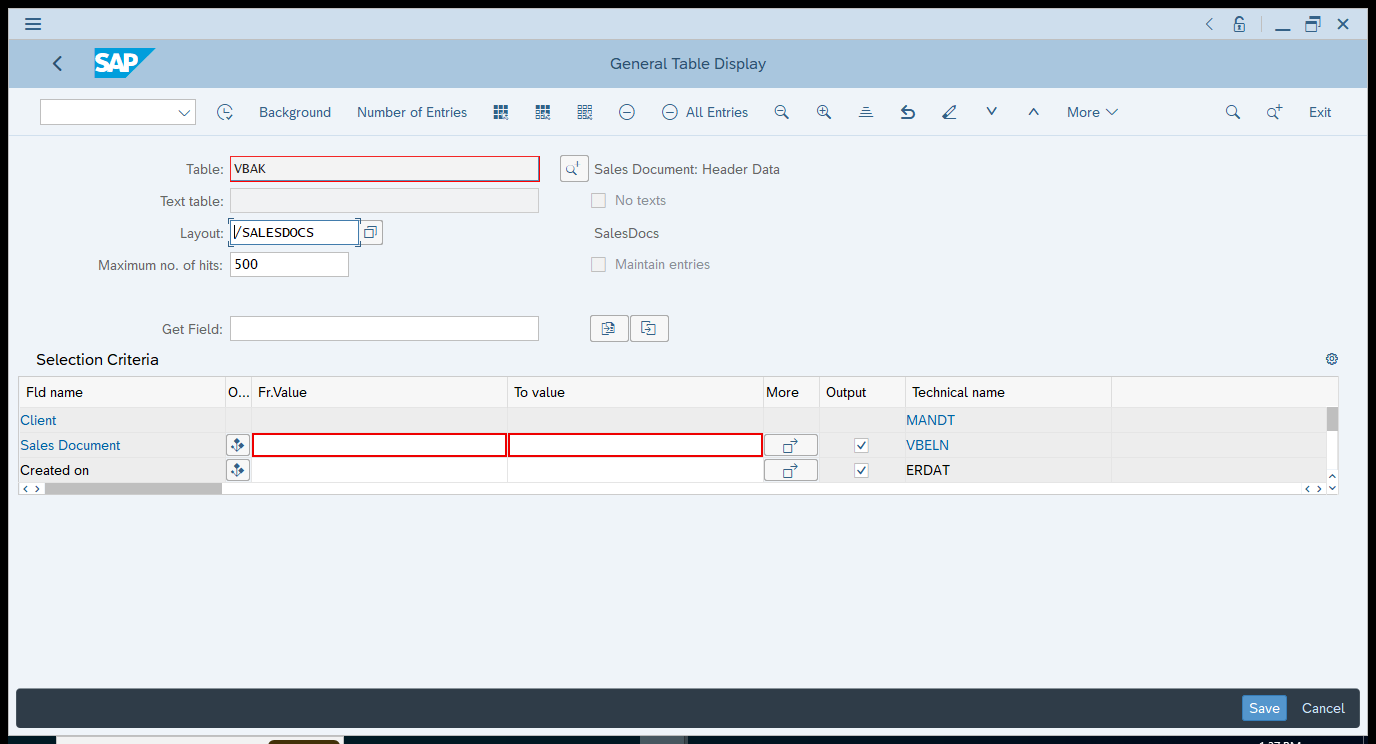 SAP
General Table Display
Background Number of Entries All Entries More Exit
Table: VBAK Sales Document: Header Data
Text table: No texts
Layout: /SALESDOCS SalesDocs
Maximum no. of hits: 500 Maintain entries
Get Field:
Selection Criteria
Fld name O... Fr.Value To value More Output Technical name
Client MANDT
Sales Document VBELN
Created on ERDAT
Save Cancel